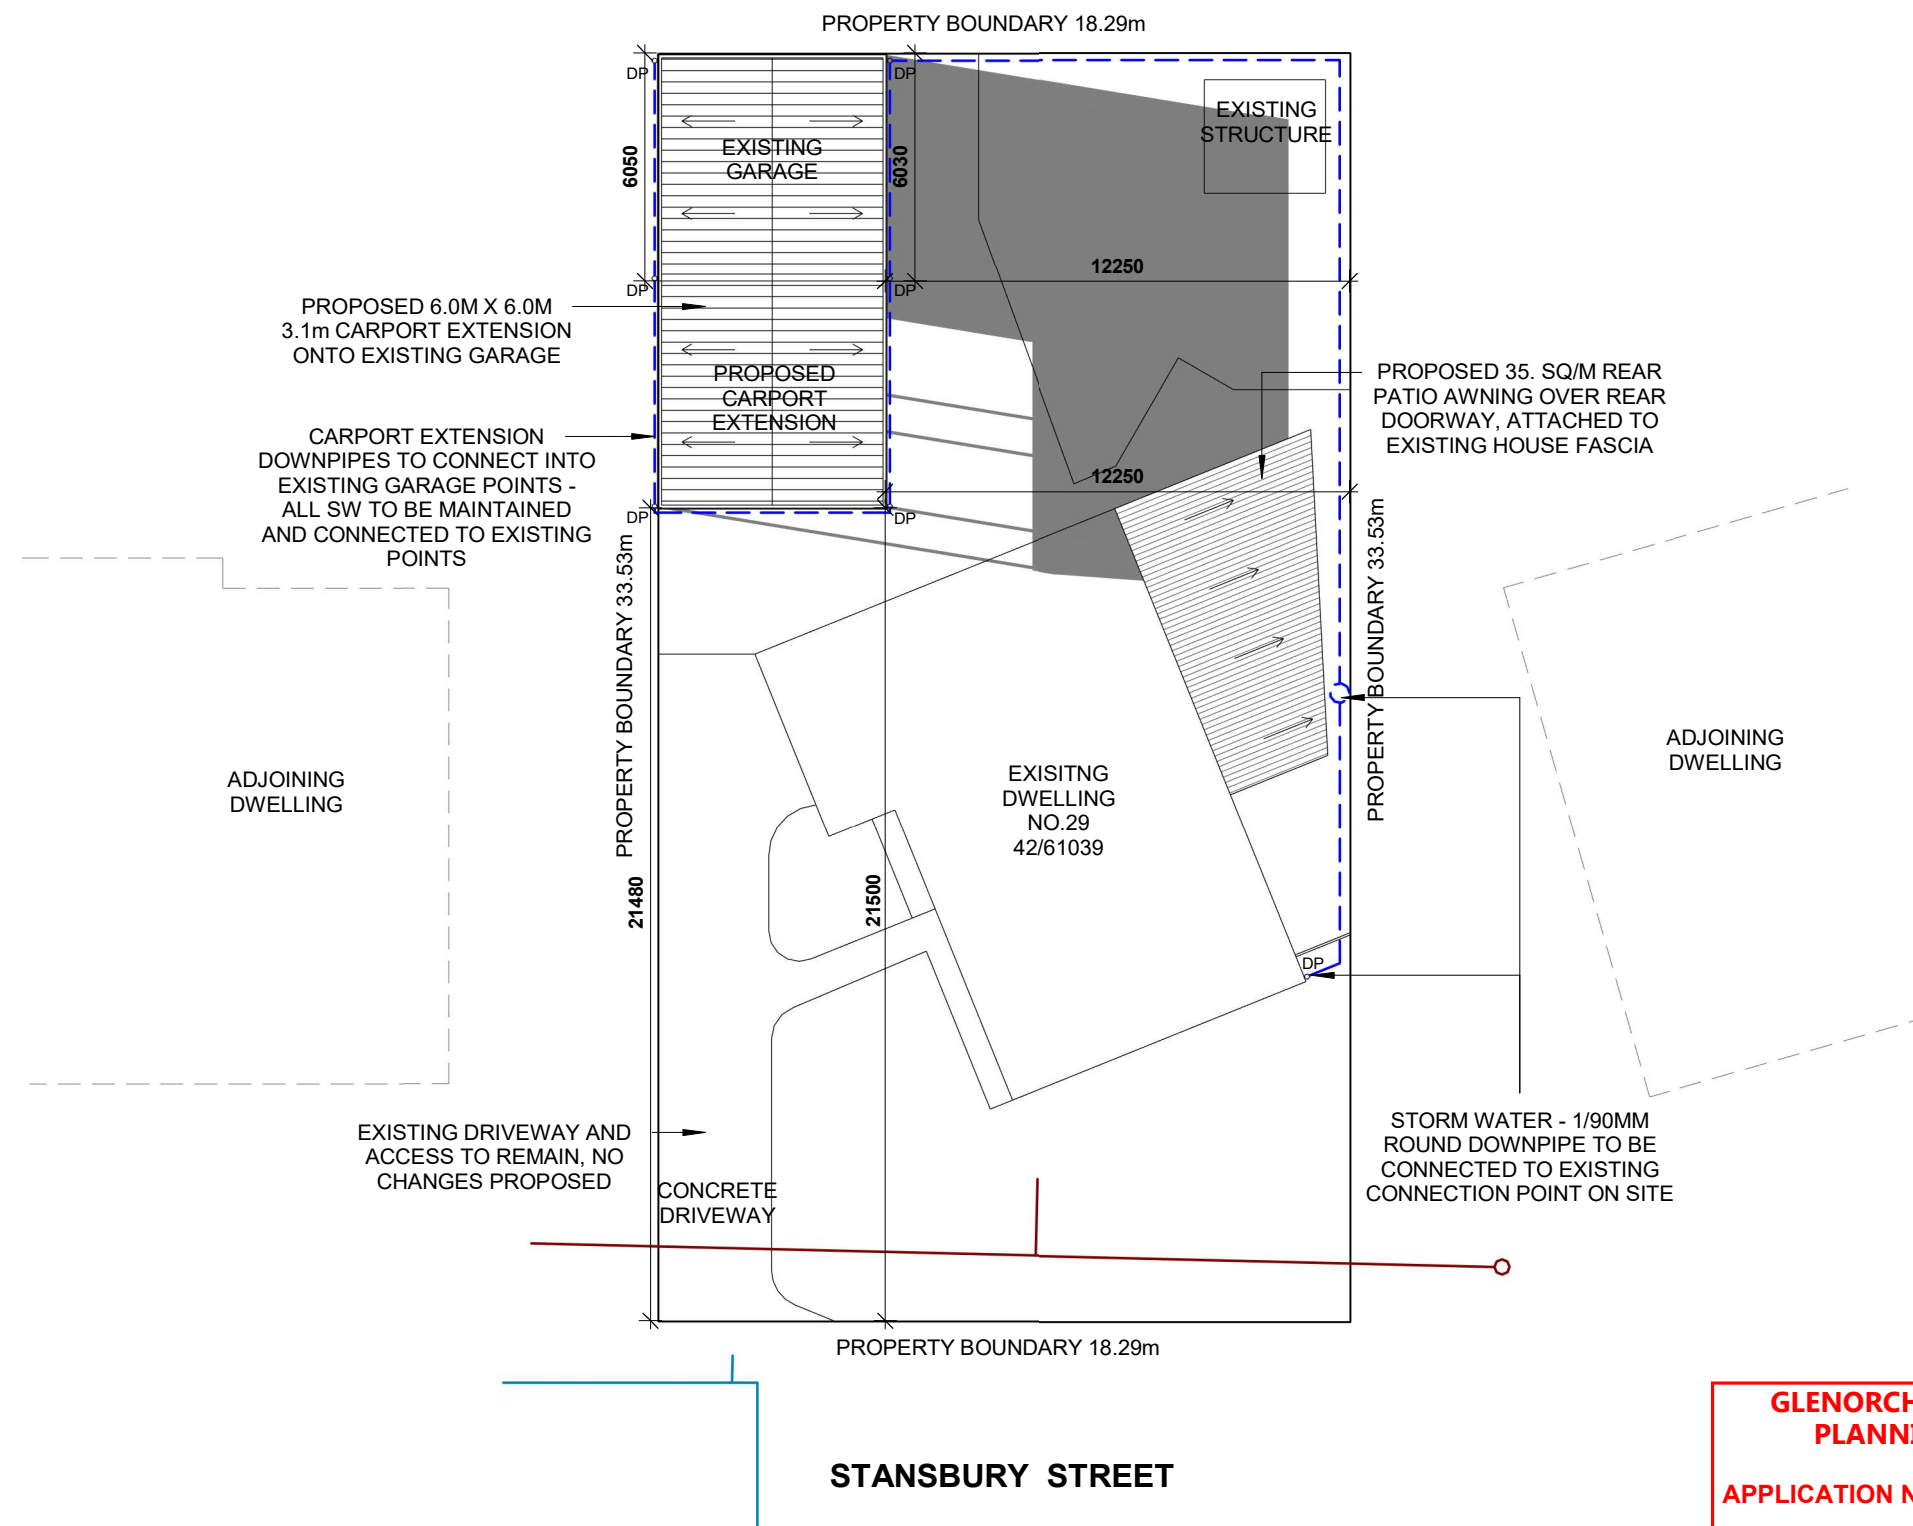 PROPERTY BOUNDARY 18.29m
DP
DP
EXISTING
GARAGE
6050
6030
EXISTING
STRUCTURE
12250
DP
DP
PROPOSED 6.0M X 6.0M
3.1m CARPORT EXTENSION
ONTO EXISTING GARAGE
PROPOSED
CARPORT
EXTENSION
PROPOSED 35. SQ/M REAR
PATIO AWNING OVER REAR
DOORWAY, ATTACHED TO
EXISTING HOUSE FASCIA
CARPORT EXTENSION
DOWNPIPES TO CONNECT INTO
EXISTING GARAGE POINTS -
ALL SW TO BE MAINTAINED
AND CONNECTED TO EXISTING
POINTS
12250
DP
DP
PROPERTY BOUNDARY 33.53m
PROPERTY BOUNDARY 33.53m
ADJOINING
DWELLING
EXISITNG
DWELLING
NO.29
42/61039
ADJOINING
DWELLING
21480
21500
DP
EXISTING DRIVEWAY AND
ACCESS TO REMAIN, NO
CHANGES PROPOSED
CONCRETE
DRIVEWAY
STORM WATER - 1/90MM
ROUND DOWNPIPE TO BE
CONNECTED TO EXISTING
CONNECTION POINT ON SITE
PROPERTY BOUNDARY 18.29m
STANSBURY STREET
GLENORCH
PLANN
APPLICATION N